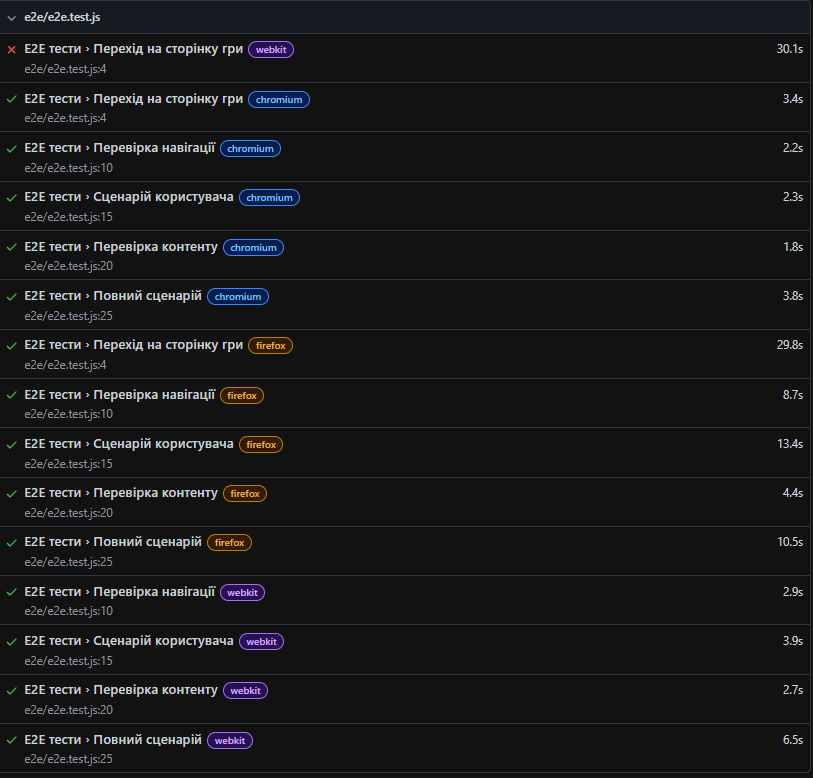 e2e/e2e.test.js
E2E тести › Перехід на сторінку гри webkit 30.1s
e2e/e2e.test.js:4
E2E тести › Перехід на сторінку гри chromium 3.4s
e2e/e2e.test.js:4
E2E тести › Перевірка навігації chromium 2.2s
e2e/e2e.test.js:10
E2E тести › Сценарій користувача chromium 2.3s
e2e/e2e.test.js:15
E2E тести › Перевірка контенту chromium 1.8s
e2e/e2e.test.js:20
E2E тести › Повний сценарій chromium 3.8s
e2e/e2e.test.js:25
E2E тести › Перехід на сторінку гри firefox 29.8s
e2e/e2e.test.js:4
E2E тести › Перевірка навігації firefox 8.7s
e2e/e2e.test.js:10
E2E тести › Сценарій користувача firefox 13.4s
e2e/e2e.test.js:15
E2E тести › Перевірка контенту firefox 4.4s
e2e/e2e.test.js:20
E2E тести › Повний сценарій firefox 10.5s
e2e/e2e.test.js:25
E2E тести › Перевірка навігації webkit 2.9s
e2e/e2e.test.js:10
E2E тести › Сценарій користувача webkit 3.9s
e2e/e2e.test.js:15
E2E тести › Перевірка контенту webkit 2.7s
e2e/e2e.test.js:20
E2E тести › Повний сценарій webkit 6.5s
e2e/e2e.test.js:25